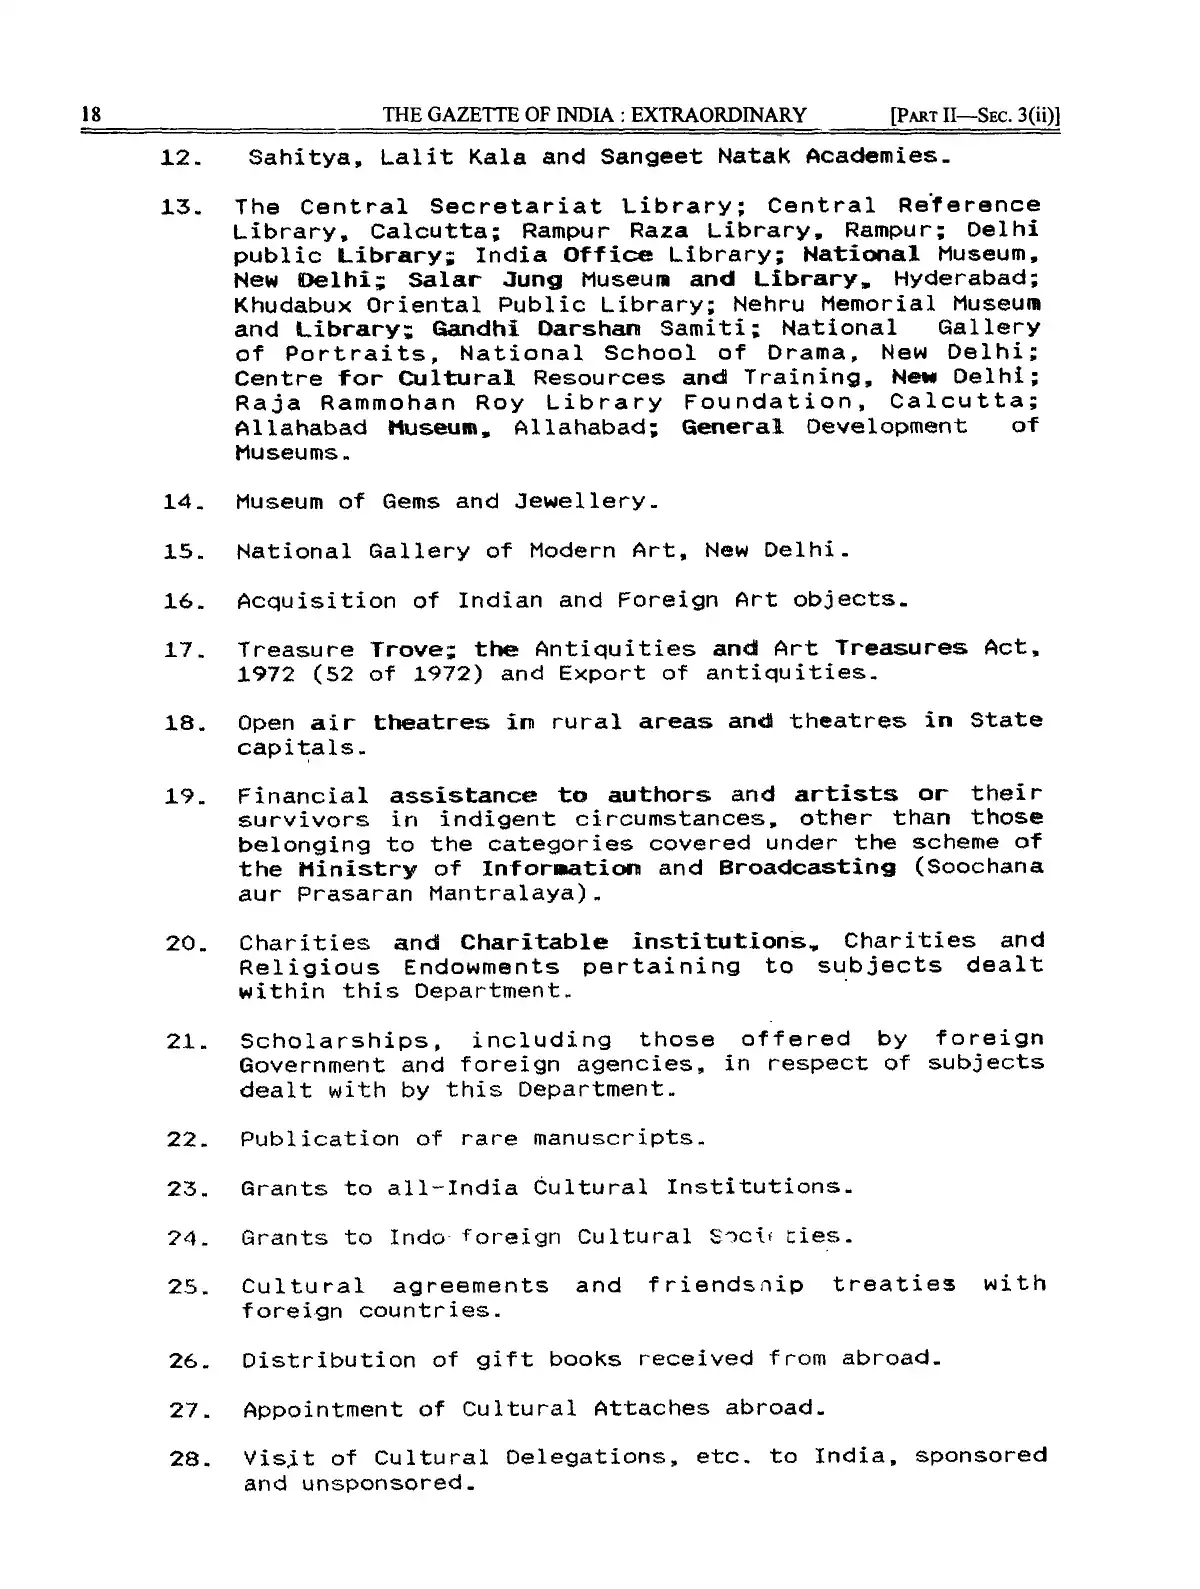 18 THE GAZETTE OF INDIA : EXTRAORDINARY [PART II—SEC. 3(ii)]
12. Sahitya, Lalit Kala and Sangeet Natak Academies.
13. The Central Secretariat Library; Central Reference
Library, Calcutta; Rampur Raza Library, Rampur; Delhi
public Library; India Office Library; National Museum,
New Delhi; Salar Jung Museum and Library, Hyderabad;
Khudabux Oriental Public Library; Nehru Memorial Museum
and Library; Gandhi Darshan Samiti; National Gallery
of Portraits, National School of Drama, New Delhi;
Centre for Cultural Resources and Training, New Delhi;
Raja Rammohan Roy Library Foundation, Calcutta;
Allahabad Museum, Allahabad; General Development of
Museums.
14. Museum of Gems and Jewellery.
15. National Gallery of Modern Art, New Delhi.
16. Acquisition of Indian and Foreign Art objects.
17. Treasure Trove; the Antiquities and Art Treasures Act,
1972 (52 of 1972) and Export of antiquities.
18. Open air theatres in rural areas and theatres in State
capitals.
19. Financial assistance to authors and artists or their
survivors in indigent circumstances, other than those
belonging to the categories covered under the scheme of
the Ministry of Information and Broadcasting (Soochana
aur Prasaran Mantralaya).
20. Charities and Charitable institutions, Charities and
Religious Endowments pertaining to subjects dealt
within this Department.
21. Scholarships, including those offered by foreign
Government and foreign agencies, in respect of subjects
dealt with by this Department.
22. Publication of rare manuscripts.
23. Grants to all-India Cultural Institutions.
24. Grants to Indo-foreign Cultural Societies.
25. Cultural agreements and friendship treaties with
foreign countries.
26. Distribution of gift books received from abroad.
27. Appointment of Cultural Attaches abroad.
28. Visit of Cultural Delegations, etc. to India, sponsored
and unsponsored.